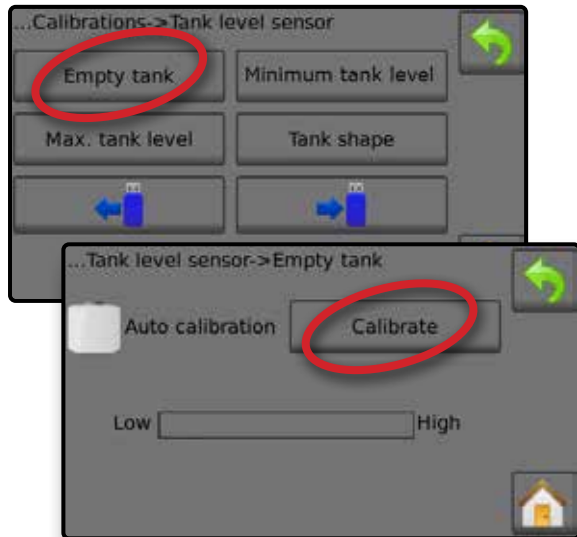 ...Calibrations->Tank level sensor
Empty tank
Minimum tank level
Max. tank level
Tank shape
...Tank level sensor->Empty tank
Auto calibration
Calibrate
Low
High